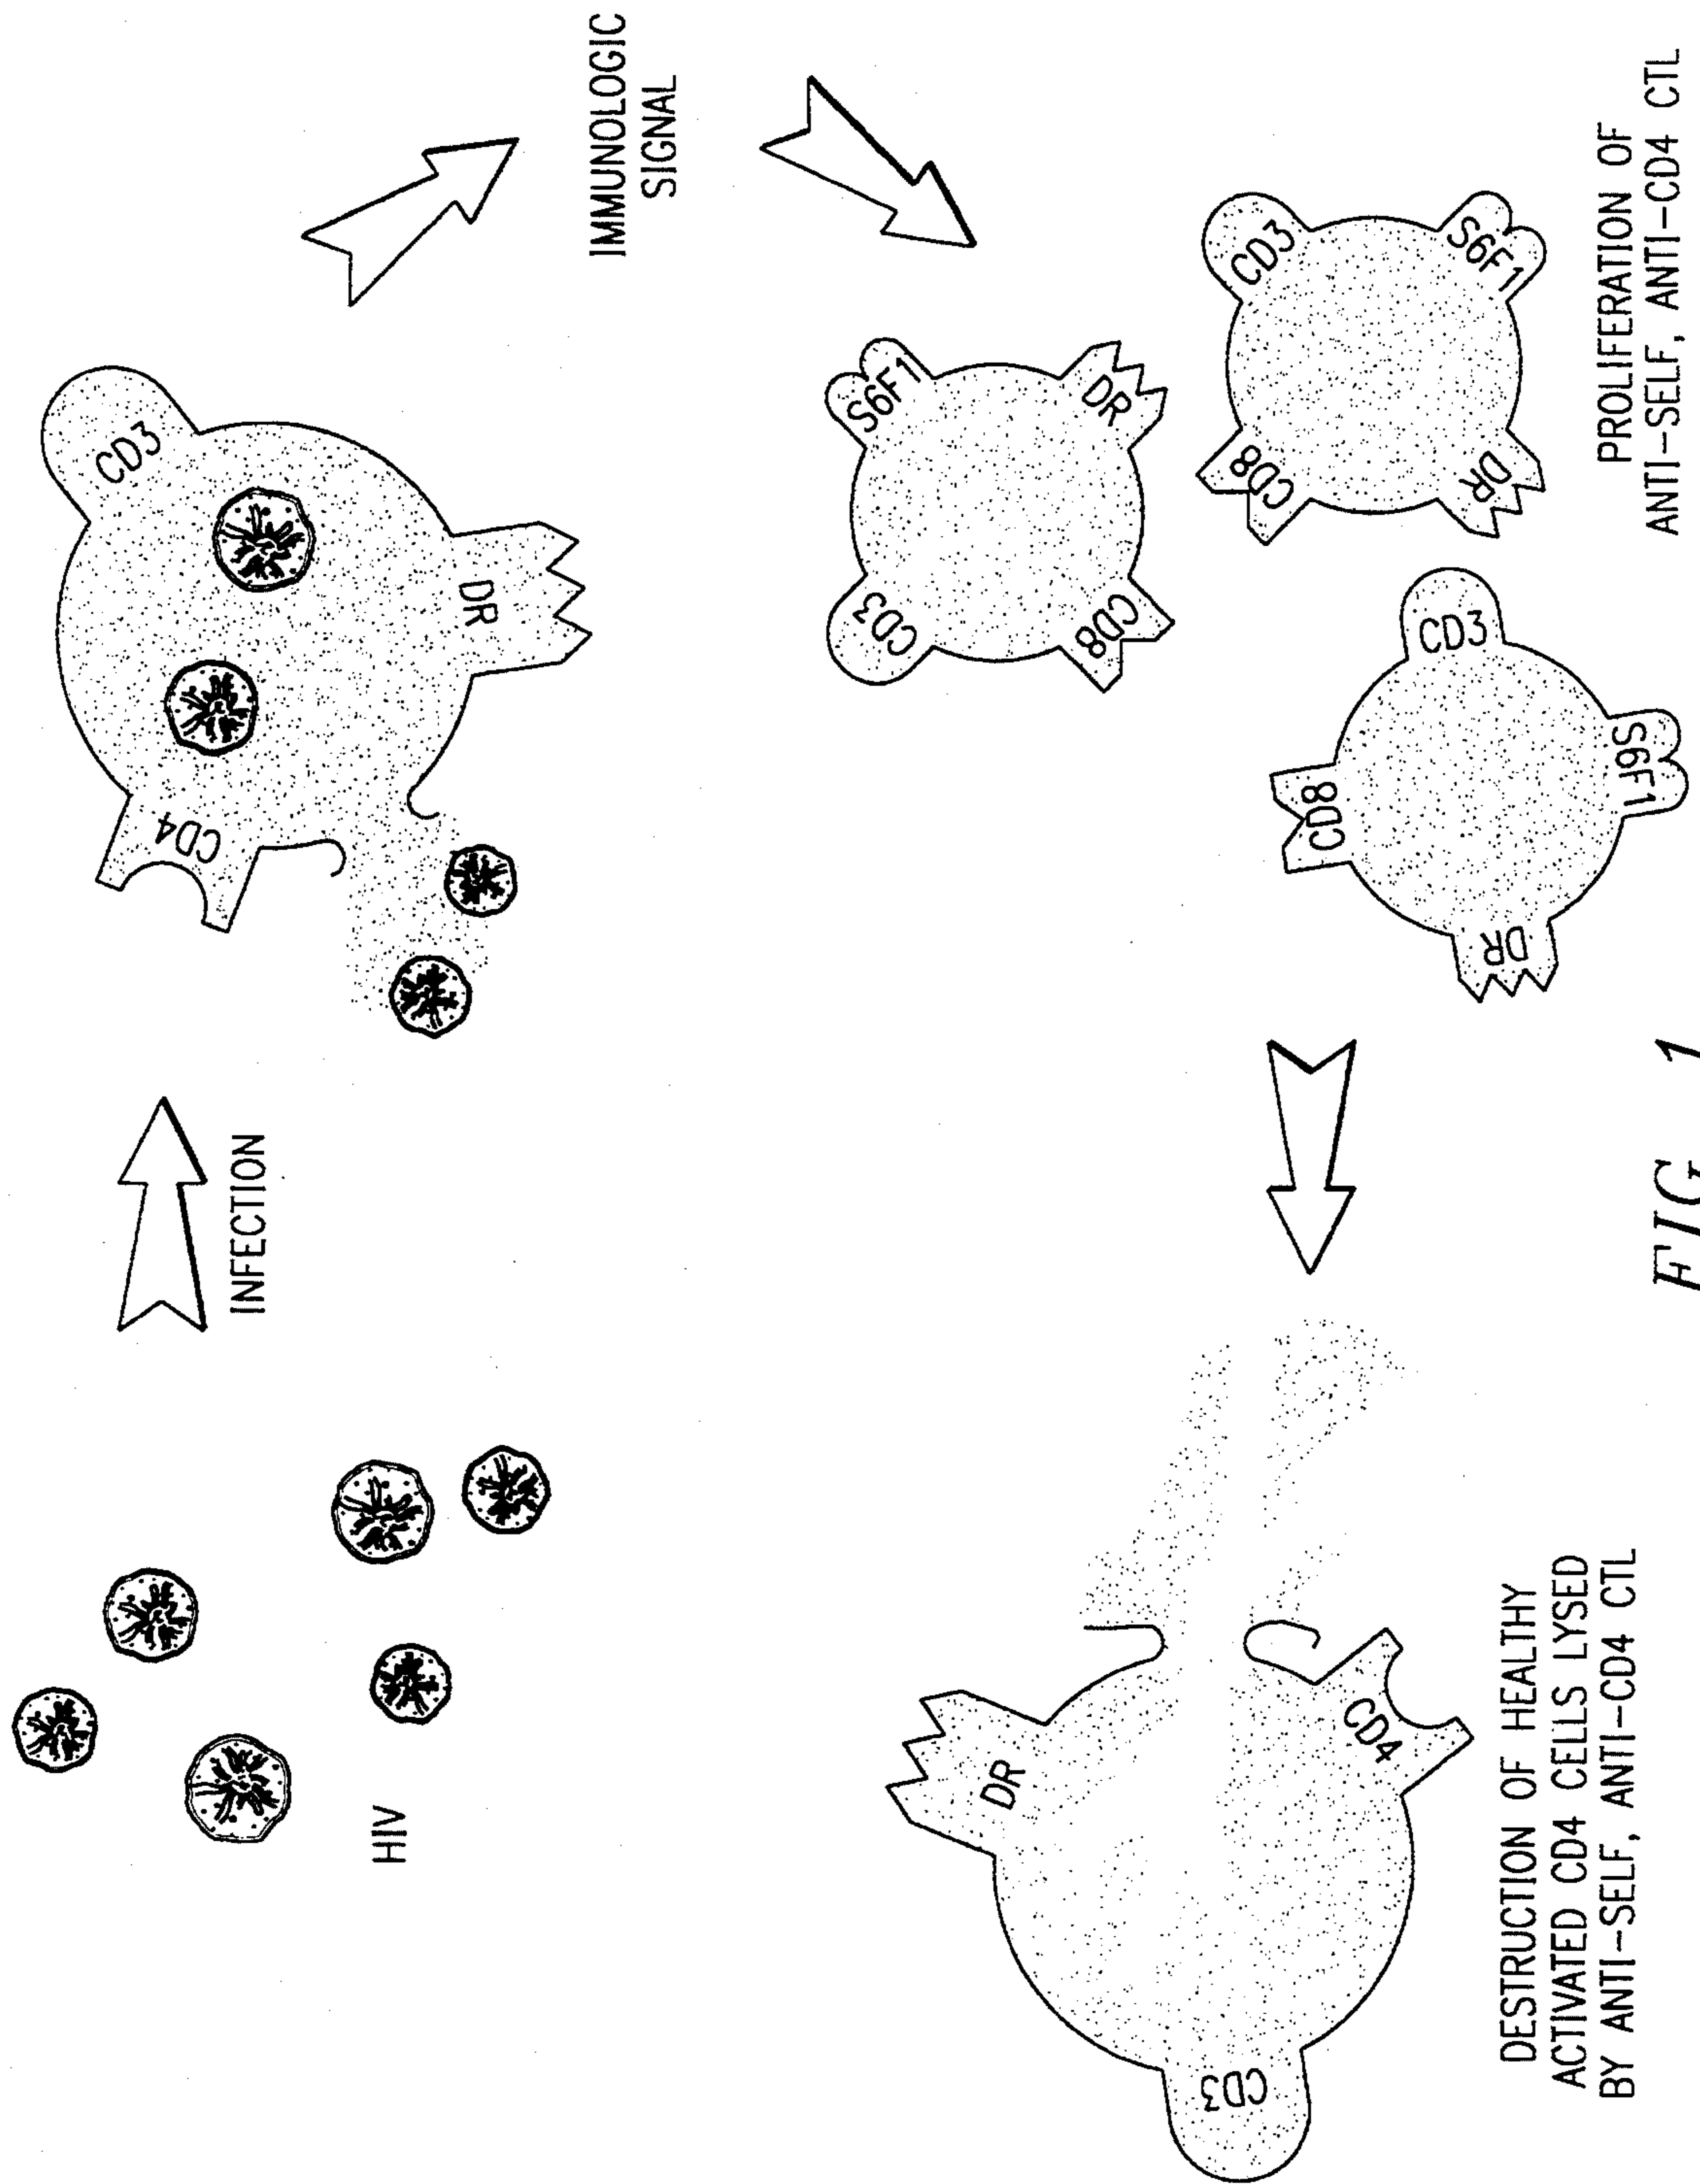 HIV
INFECTION
CD4
CD3
DR
IMMUNOLOGIC
SIGNAL
CD3
S6F1
CD8
DR
CD8
CD3
DR
S6F1
CD8
CD3
DR
S6F1
PROLIFERATION OF
ANTI-SELF, ANTI-CD4 CTL
DR
CD3
CD4
DESTRUCTION OF HEALTHY
ACTIVATED CD4 CELLS LYSED
BY ANTI-SELF, ANTI-CD4 CTL
FIG. 1